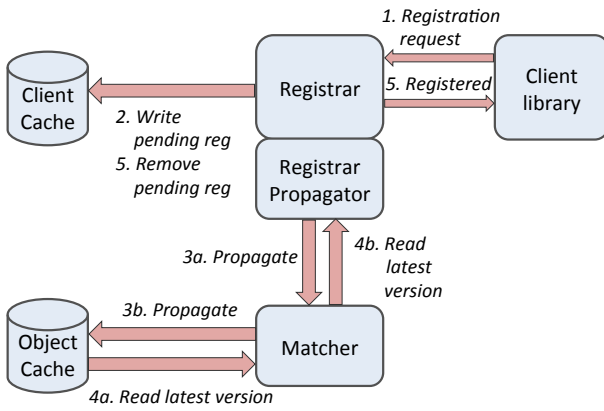 1. Registration
request
Client
Cache
Registrar
5. Registered
Client
library
2. Write
pending reg
5. Remove
pending reg
Registrar
Propagator
3a. Propagate
4b. Read
latest
version
3b. Propagate
Object
Cache
Matcher
4a. Read latest version